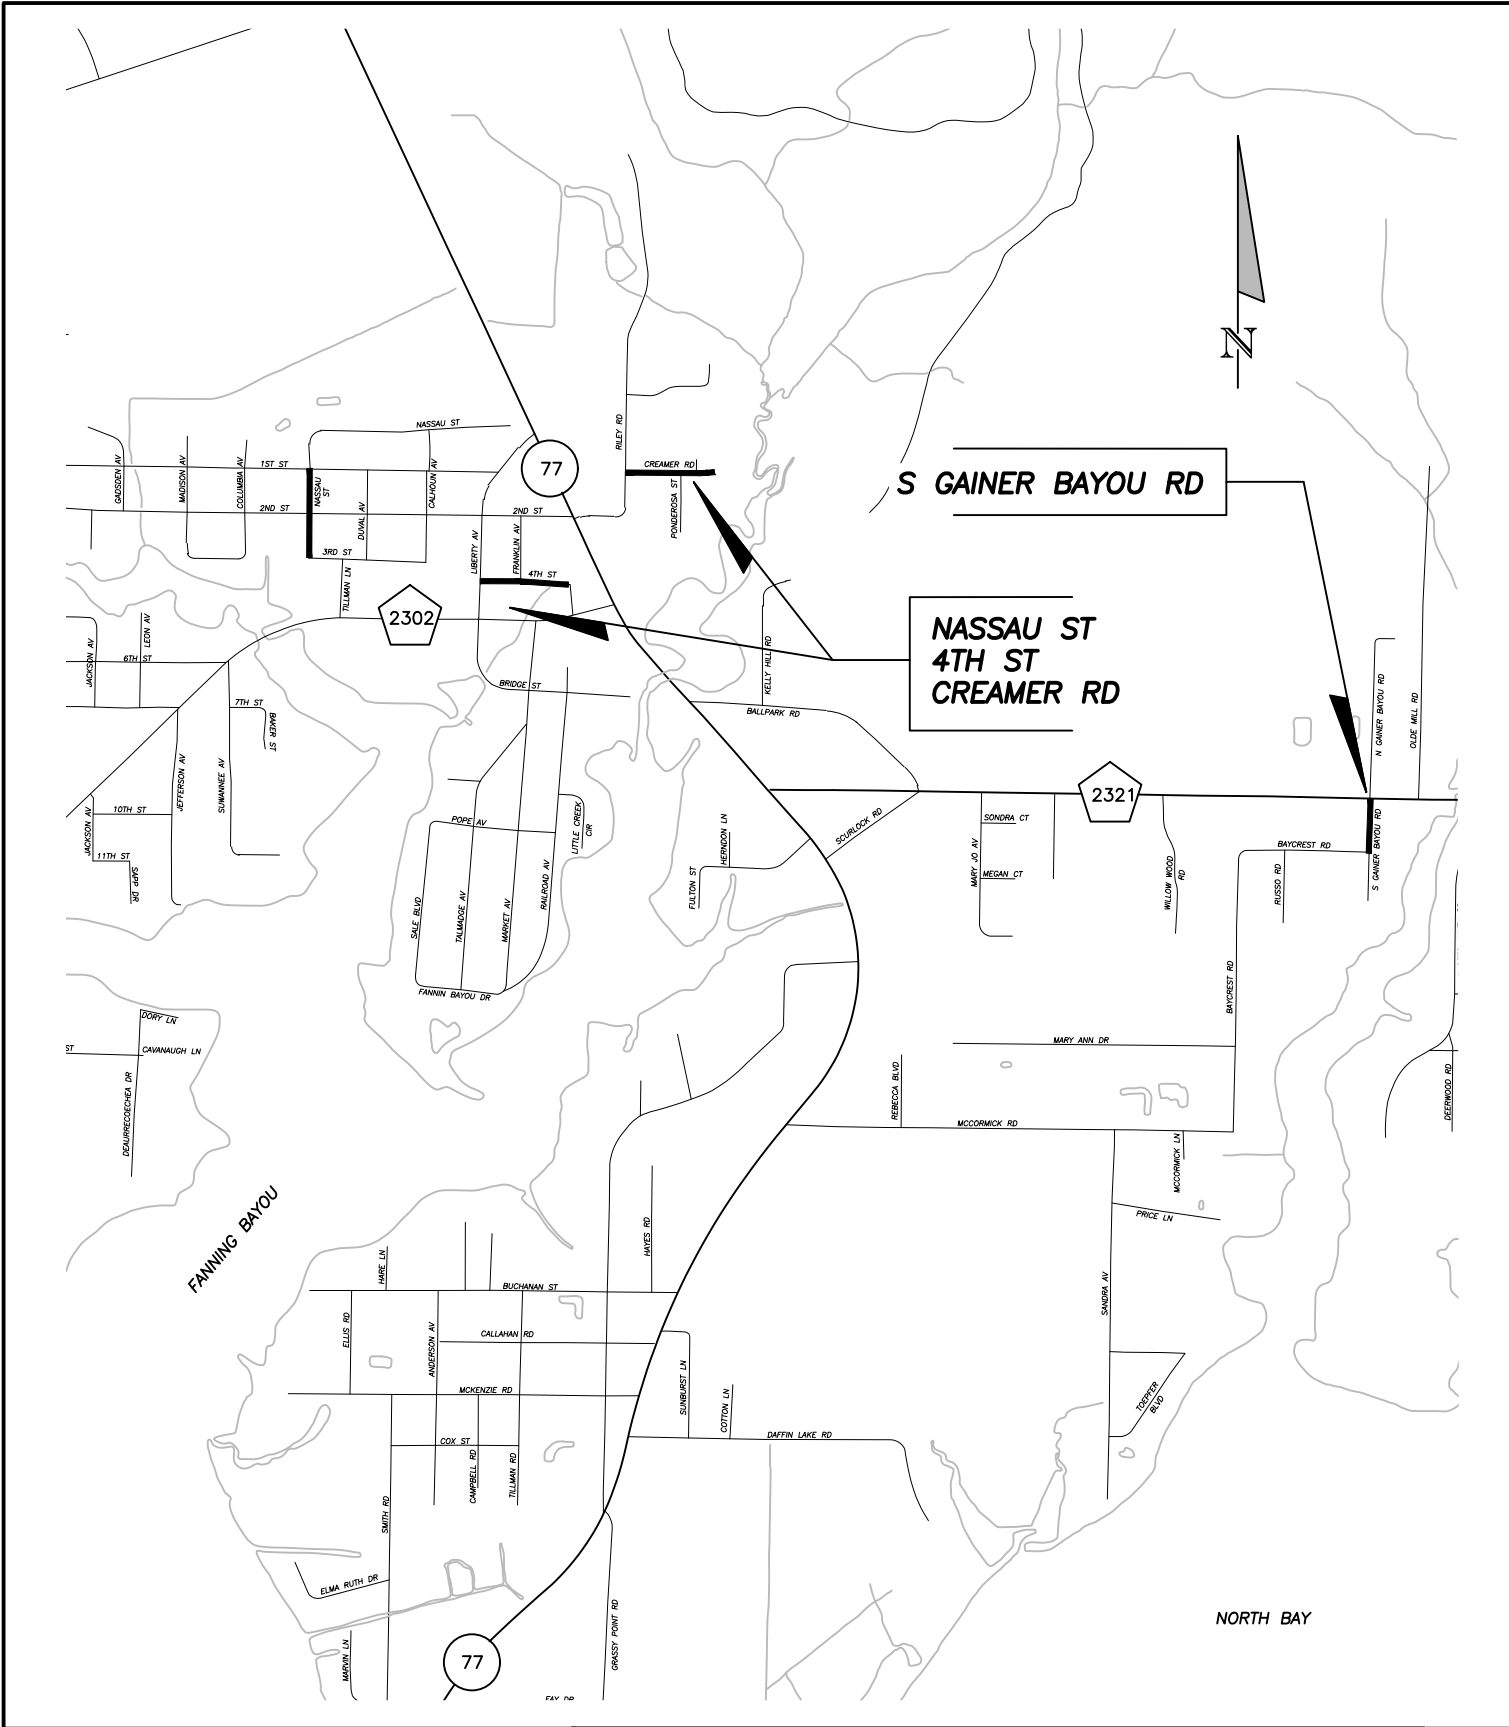 NASSAU ST
RILEY RD
77
CREAMER RD
GADSDEN AV
MADISON AV
COLUMBIA AV
1ST ST
NASSAU
ST
DUVAL AV
CALHOUN AV
PONDEROSA ST
S GAINER BAYOU RD
2ND ST
2ND ST
3RD ST
TILLMAN LN
LIBERTY AV
FRANKLIN AV
4TH ST
2302
NASSAU ST
4TH ST
CREAMER RD
N
JACKSON AV
LEON AV
6TH ST
KELLY HILL RD
BRIDGE ST
BALLPARK RD
7TH ST
BAKER ST
N GAINER BAYOU RD
OLDE MILL RD
JEFFERSON AV
SUWANNEE AV
2321
JACKSON AV
10TH ST
11TH ST
SAPP DR
POPE AV
LITTLE CREEK
CIR
HERNDON LN
SCURLOCK RD
FULTON ST
SONDRA CT
MARY JO AV
MEGAN CT
WILLOW WOOD
RD
BAYCREST RD
RUSSO RD
S GAINER BAYOU RD
SALE BLVD
TALMADGE AV
MARKET AV
RAILROAD AV
FANNIN BAYOU DR
BAYCREST RD
DORY LN
ST
CAVANAUGH LN
DEAURRECOECHEA DR
MARY ANN DR
REBECCA BLVD
DEERWOOD RD
MCCORMICK RD
MCCORMICK LN
PRICE LN
FANNING BAYOU
HARE LN
HAYES RD
BUCHANAN ST
SANDRA AV
ELLIS RD
ANDERSON AV
CALLAHAN RD
MCKENZIE RD
SUNBURST LN
COTTON LN
TOEPFER
BLVD
DAFFIN LAKE RD
COX ST
CAMPBELL RD
TILLMAN RD
SMITH RD
ELMA RUTH DR
MARVIN LN
GRASSY POINT RD
NORTH BAY
77
FAY DR